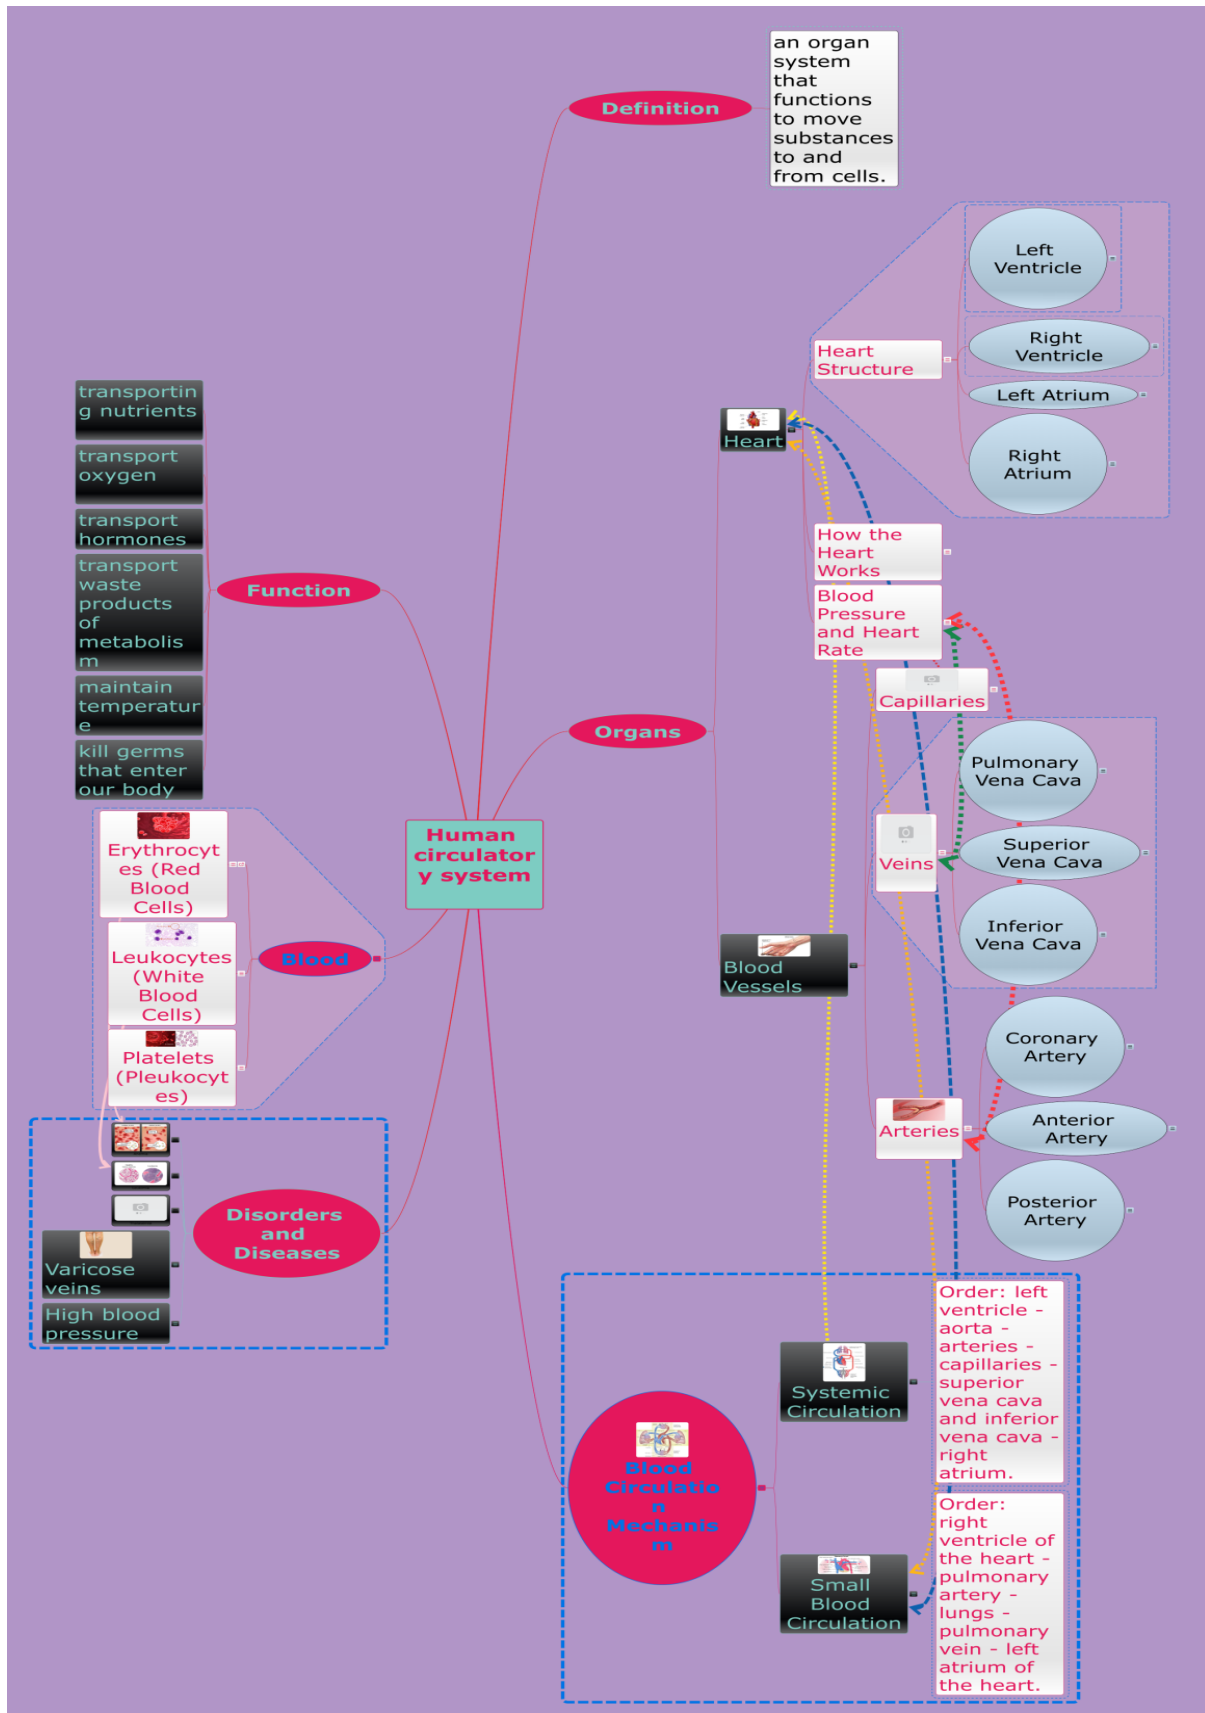 an organ
system
that
functions
to move
substances
to and
from cells.
Definition
Left
Ventricle
Right
Ventricle
Left Atrium
Right
Atrium
Heart
Structure
Heart
How the
Heart
Works
Blood
Pressure
and Heart
Rate
Capillaries
Organs
Pulmonary
Vena Cava
Superior
Vena Cava
Inferior
Vena Cava
Veins
Blood
Vessels
Coronary
Artery
Anterior
Artery
Posterior
Artery
Arteries
transportin
g nutrients
transport
oxygen
transport
hormones
transport
waste
products
of
metabolis
m
maintain
temperatur
e
kill germs
that enter
our body
Function
Human
circulator
y system
Erythrocyt
es (Red
Blood
Cells)
Leukocytes
(White
Blood
Cells)
Platelets
(Pleukocyt
es)
Blood
Disorders
and
Diseases
Varicose
veins
High blood
pressure
Blood
Circulatio
n
Mechanis
m
Systemic
Circulation
Order: left
ventricle -
aorta -
arteries -
capillaries -
superior
vena cava
and inferior
vena cava -
right
atrium.
Small
Blood
Circulation
Order:
right
ventricle of
the heart -
pulmonary
artery -
lungs -
pulmonary
vein - left
atrium of
the heart.